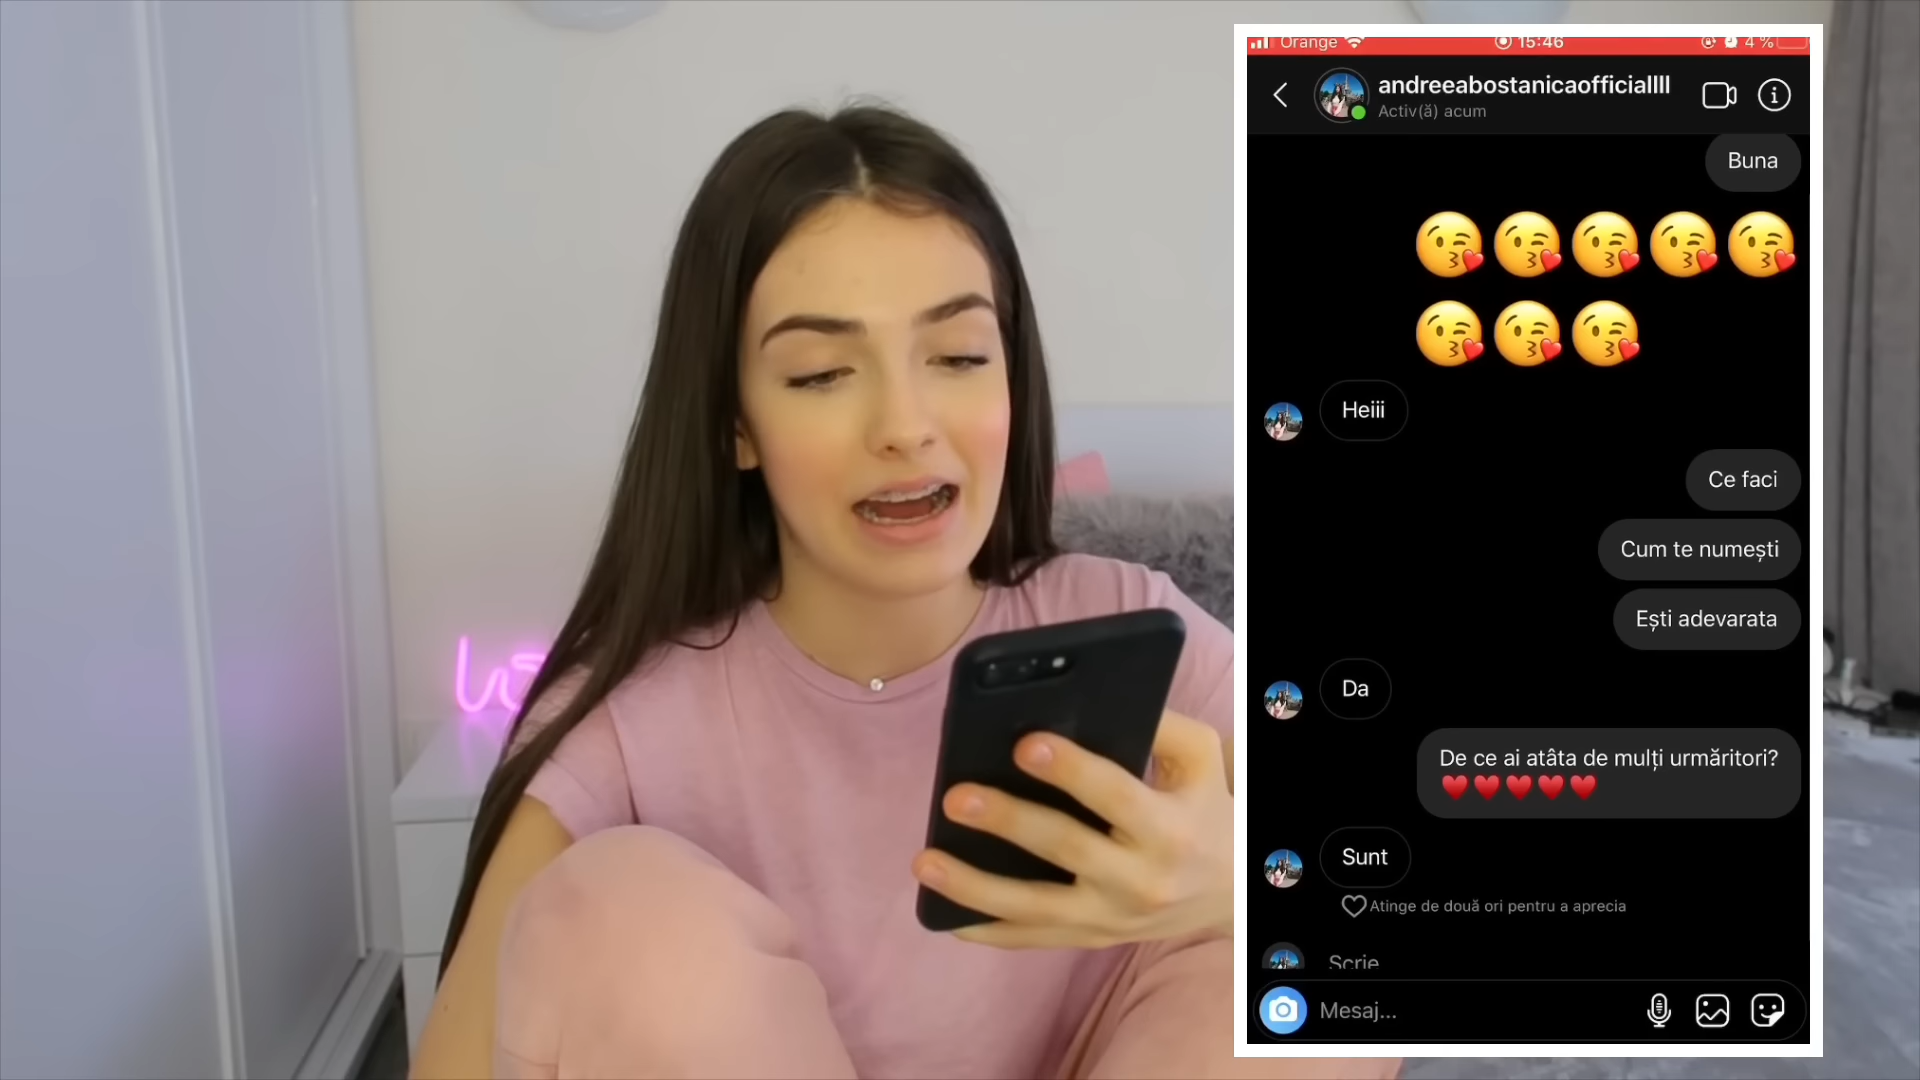 Orange 15:46 4 %
andreeabostanicaofficiallll
Activ(ă) acum
Buna
😘😘😘😘😘
😘😘😘
Heiii
Ce faci
Cum te numești
Ești adevarata
Da
De ce ai atâta de mulți urmăritori?
♥️♥️♥️♥️♥️
Sunt
Atinge de două ori pentru a aprecia
Scrie
Mesaj...